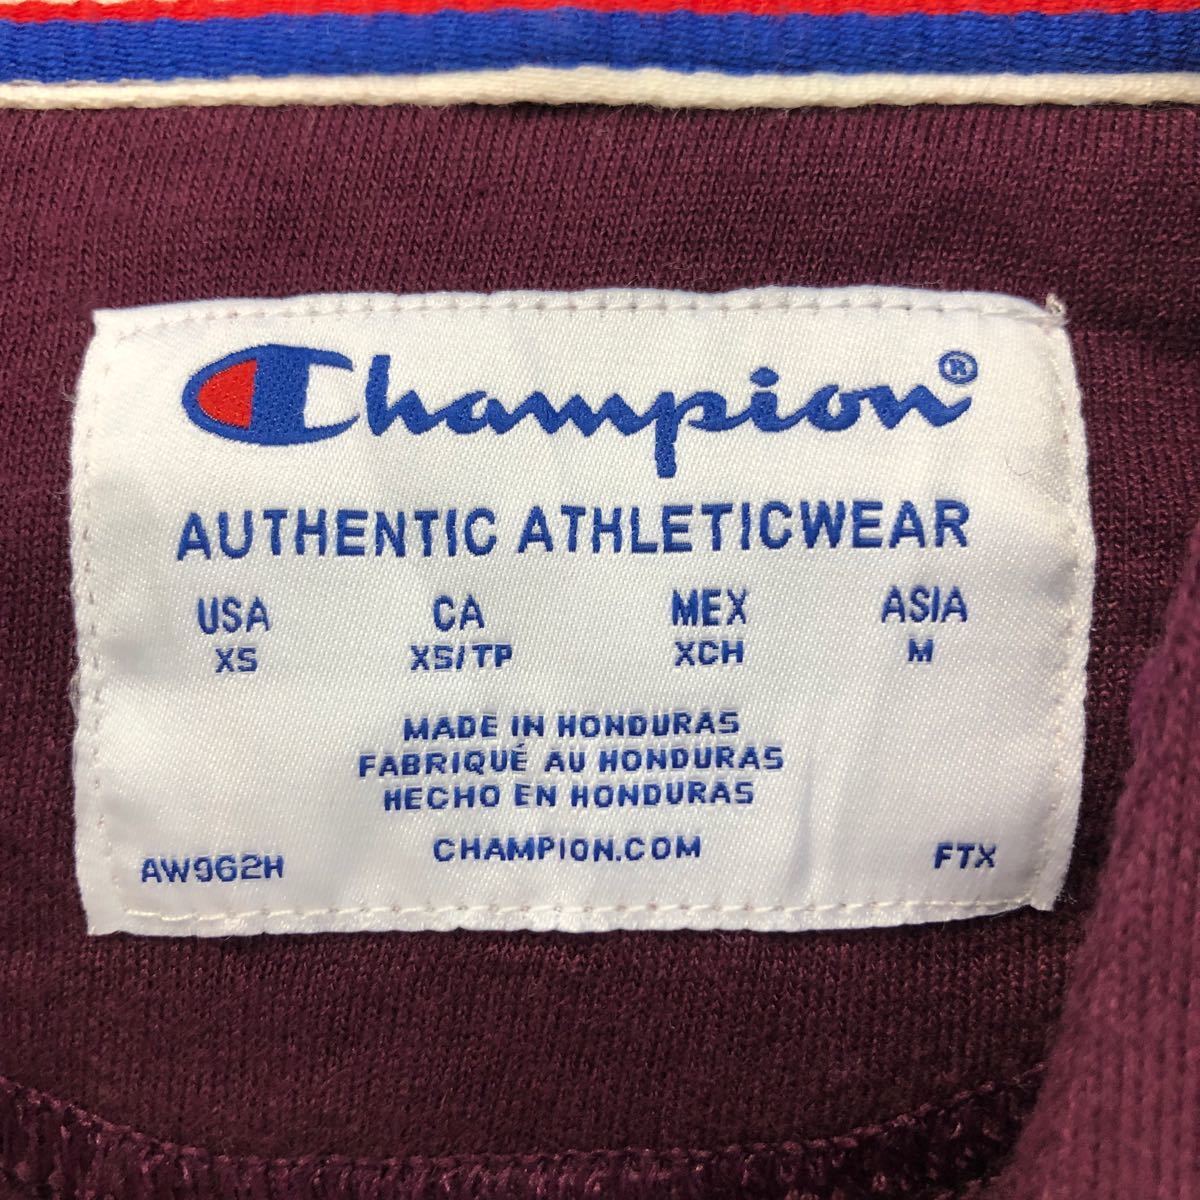 Champion®
AUTHENTIC ATHLETICWEAR
USA CA MEX ASIA
XS XS/TP XCH M
MADE IN HONDURAS
FABRIQUÉ AU HONDURAS
HECHO EN HONDURAS
CHAMPION.COM
AW962H FTX